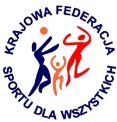 KRAJOWA FEDERACJA
SPORTU DLA WSZYSTKICH